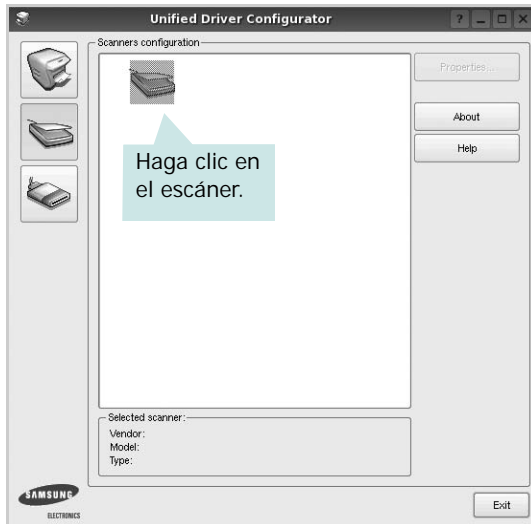 Unified Driver Configurator
?
Scanners configuration
Properties...
About
Help
Haga clic en
el escáner.
Selected scanner:
Vendor:
Model:
Type:
SAMSUNG
ELECTRONICS
Exit